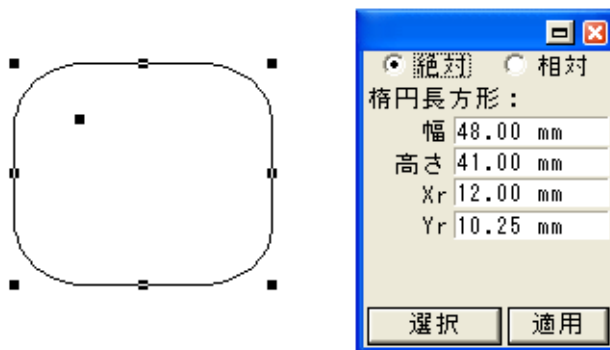 絶対 相対
楕円長方形：
幅 48.00 mm
高さ 41.00 mm
Xr 12.00 mm
Yr 10.25 mm
選択 適用